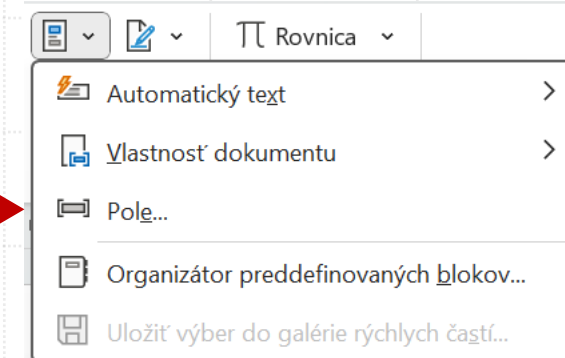 Rovnica
Automatický text
Vlastnosť dokumentu
Pole...
Organizátor preddefinovaných blokov...
Uložiť výber do galérie rýchlych častí...